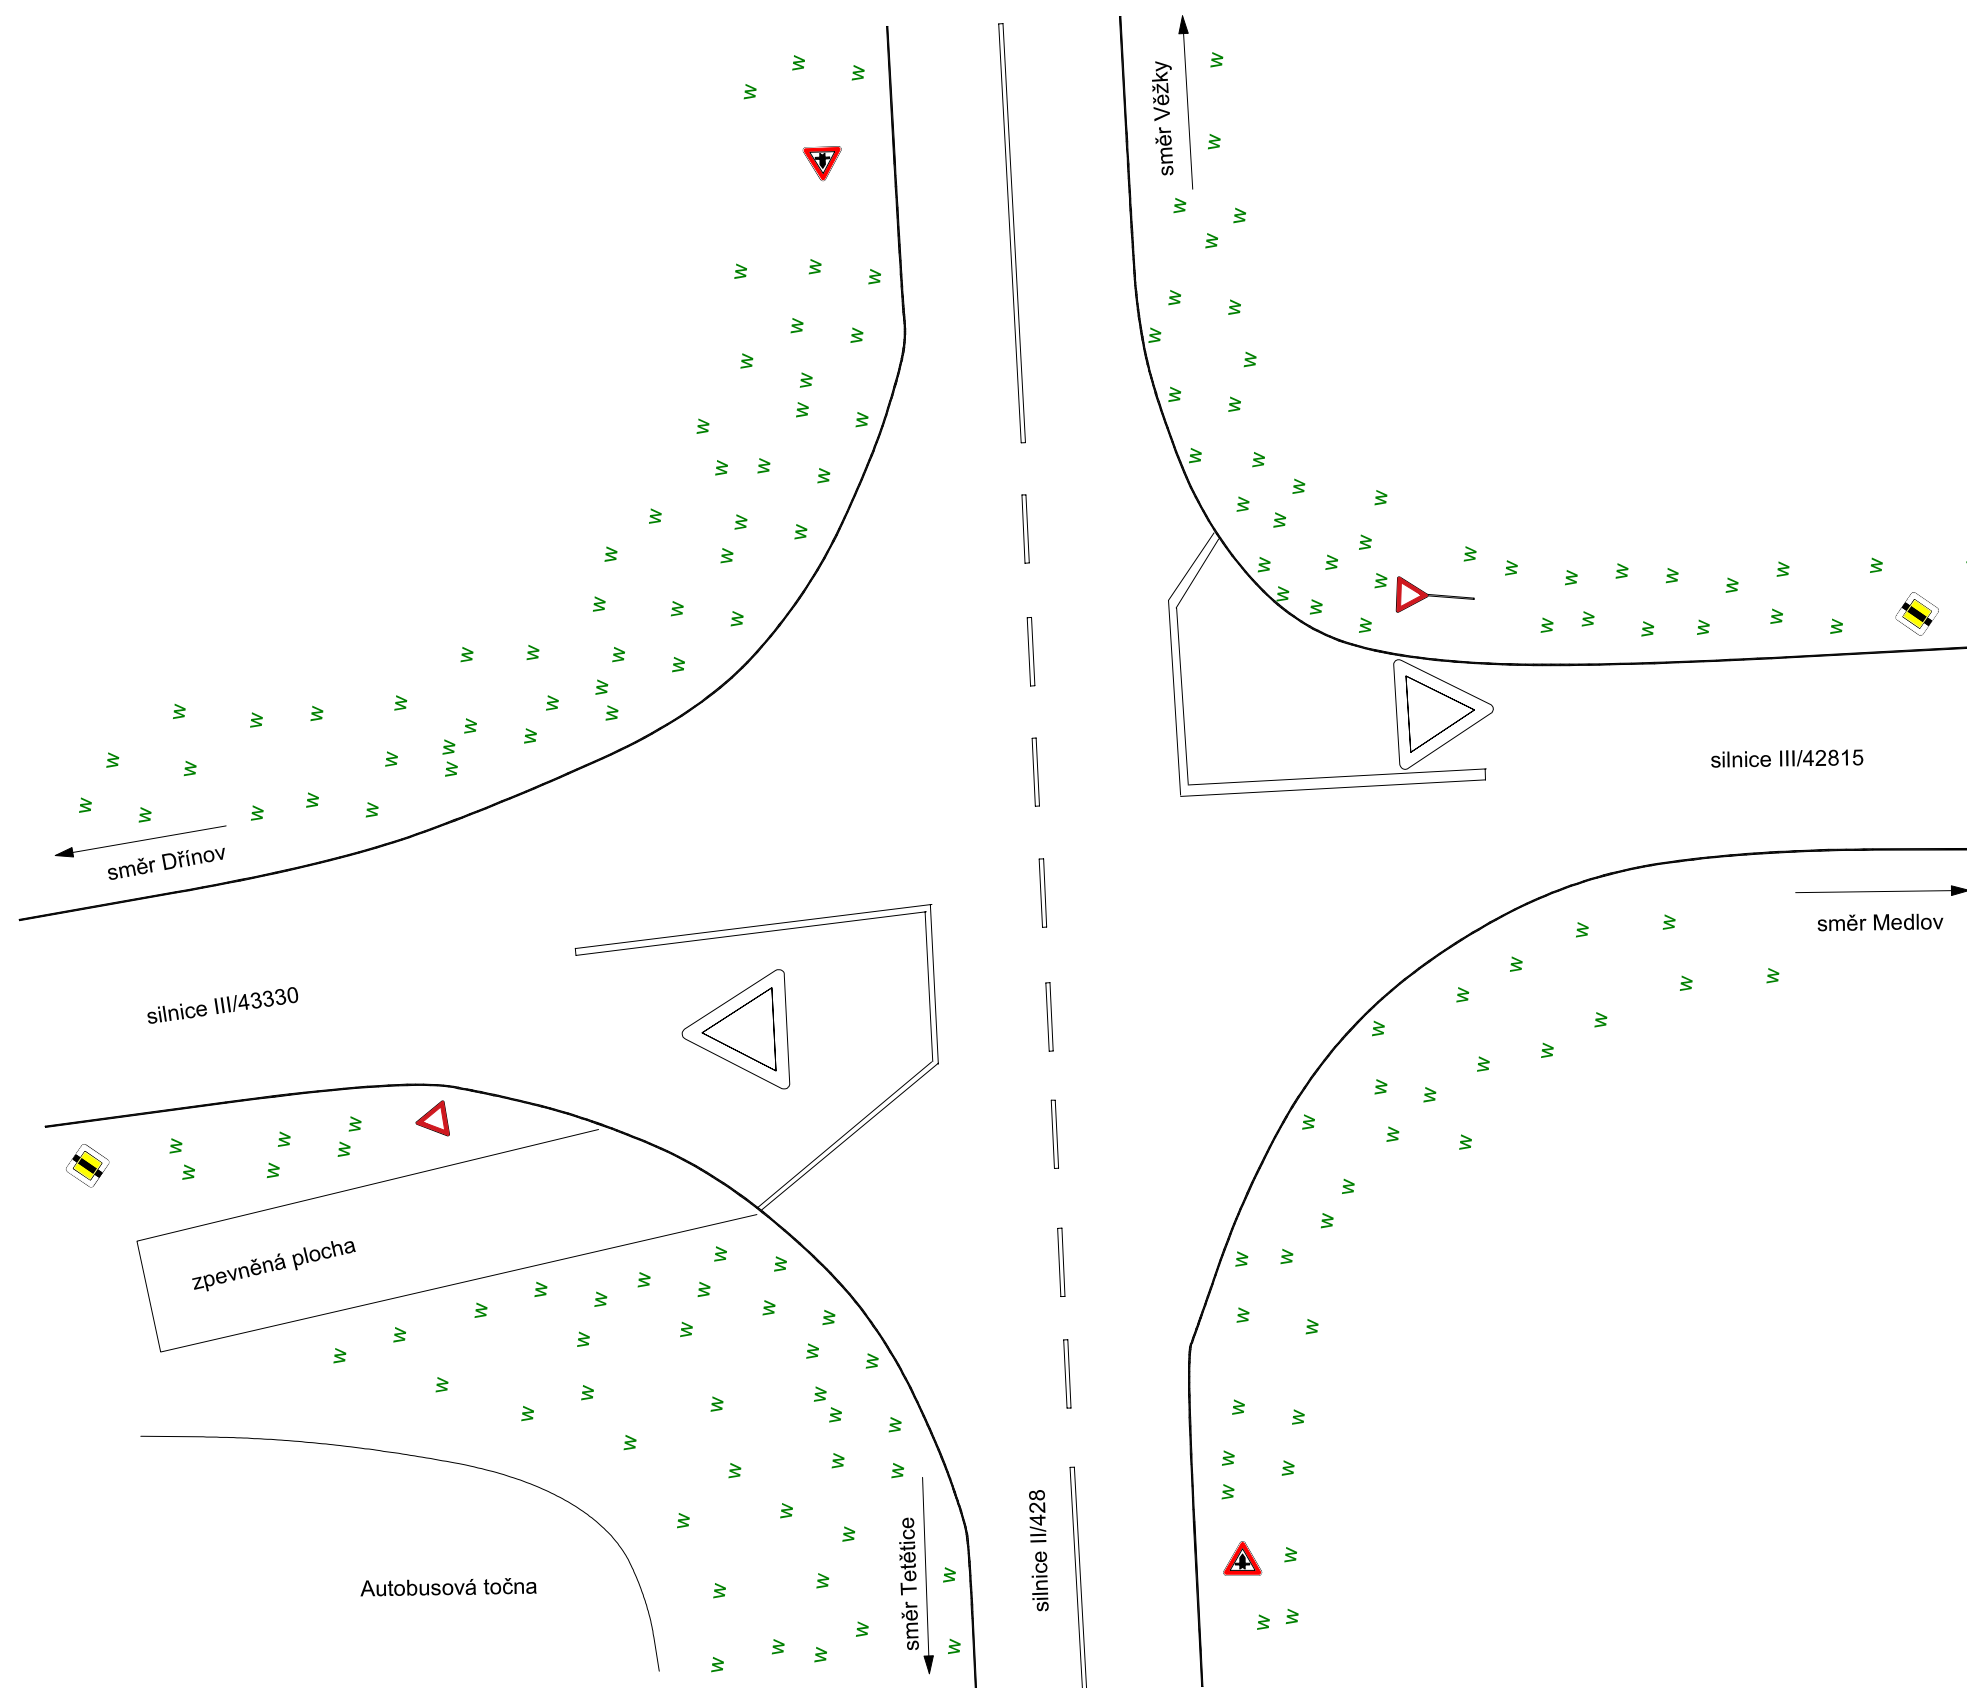 směr Věžky
silnice III/42815
směr Dřínov
směr Medlov
silnice III/43330
zpevněná plocha
silnice II/428
směr Tetětice
Autobusová točna